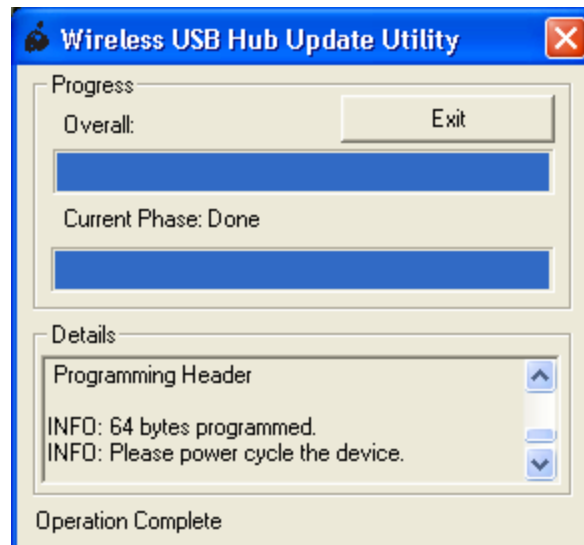 Wireless USB Hub Update Utility
Progress
Overall:
Exit
Current Phase: Done
Details
Programming Header
INFO: 64 bytes programmed.
INFO: Please power cycle the device.
Operation Complete